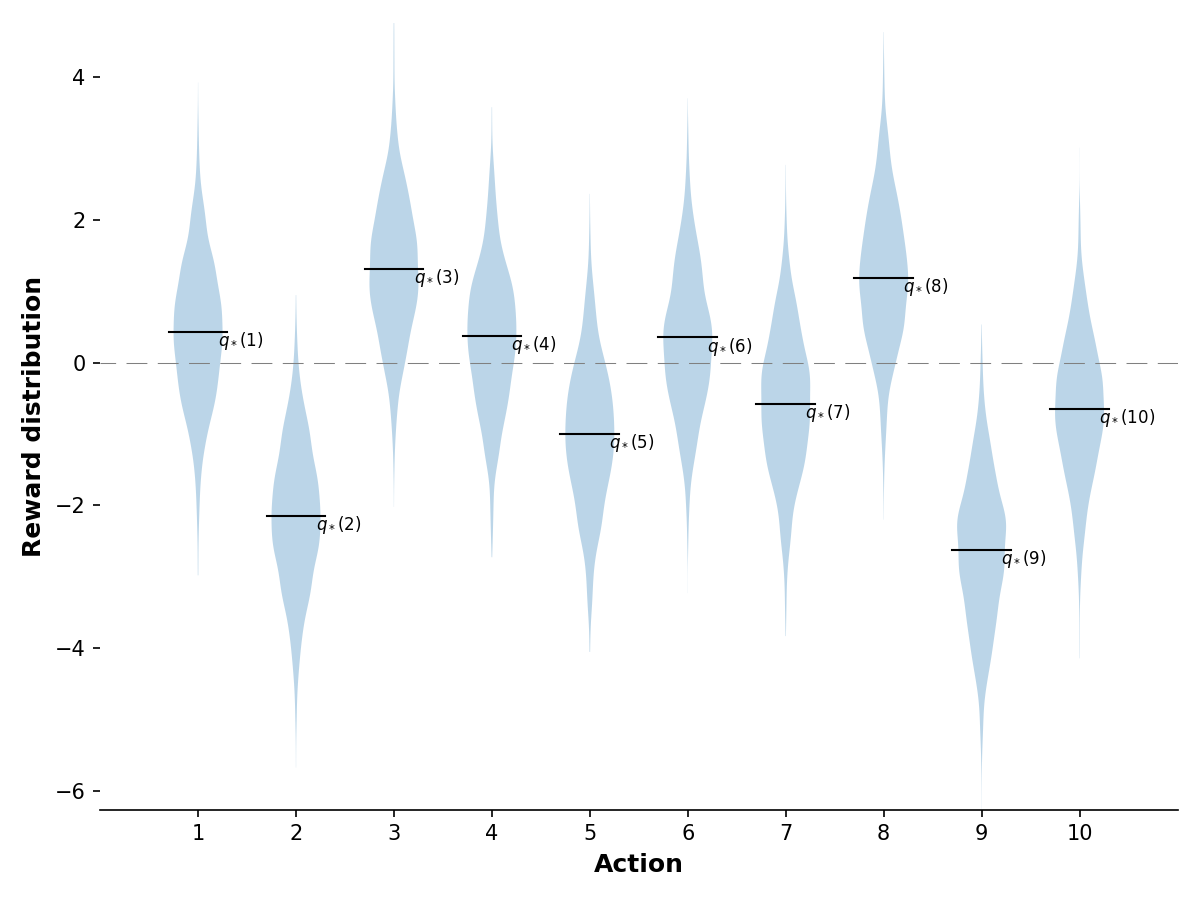 Reward distribution
4
2
0
−2
−4
−6
q∗(1)
q∗(2)
q∗(3)
q∗(4)
q∗(5)
q∗(6)
q∗(7)
q∗(8)
q∗(9)
q∗(10)
1 2 3 4 5 6 7 8 9 10
Action